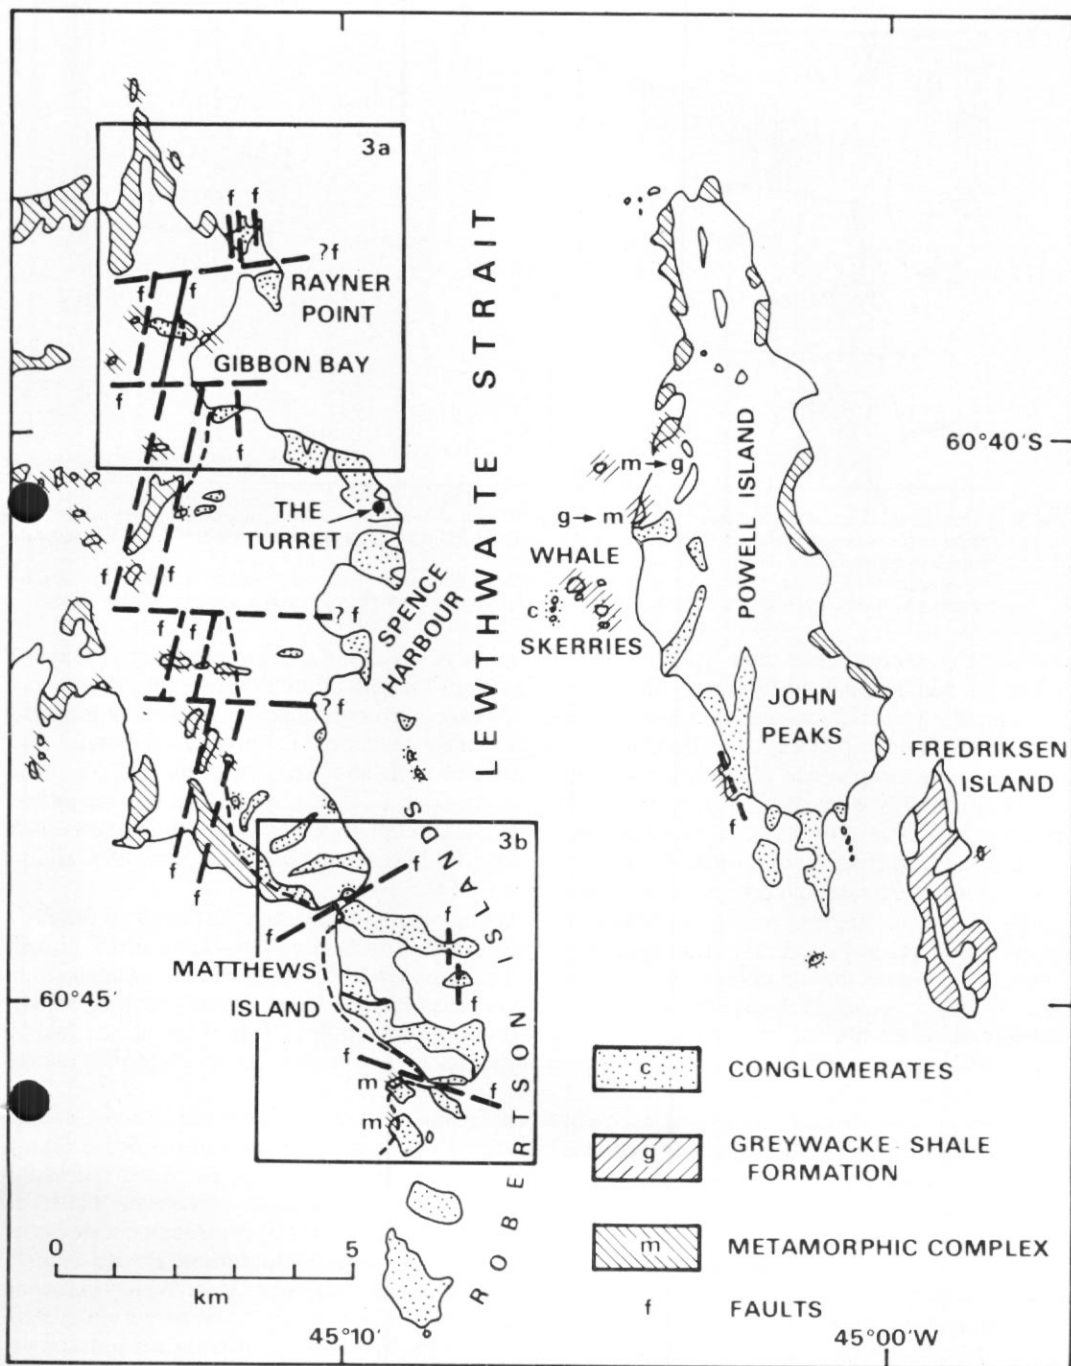 3a
f
f
?f
RAYNER
POINT
f
f
GIBBON BAY
f
f
THE
TURRET
f
f
SPENCE
HARBOUR
LEWTHWAITE STRAIT
? f
f
f
? f
f
f
3b
f
f
f
f
MATTHEWS
ISLAND
f
f
m
m
ROBERTSON ISLANDS
60°40'S
m→g
g→m
WHALE
SKERRIES
c
POWELL ISLAND
JOHN
PEAKS
f
FREDRIKSEN
ISLAND
60°45'
c CONGLOMERATES
g GREYWACKE-SHALE
FORMATION
m METAMORPHIC COMPLEX
f FAULTS
0 5
km
45°10'
45°00'W